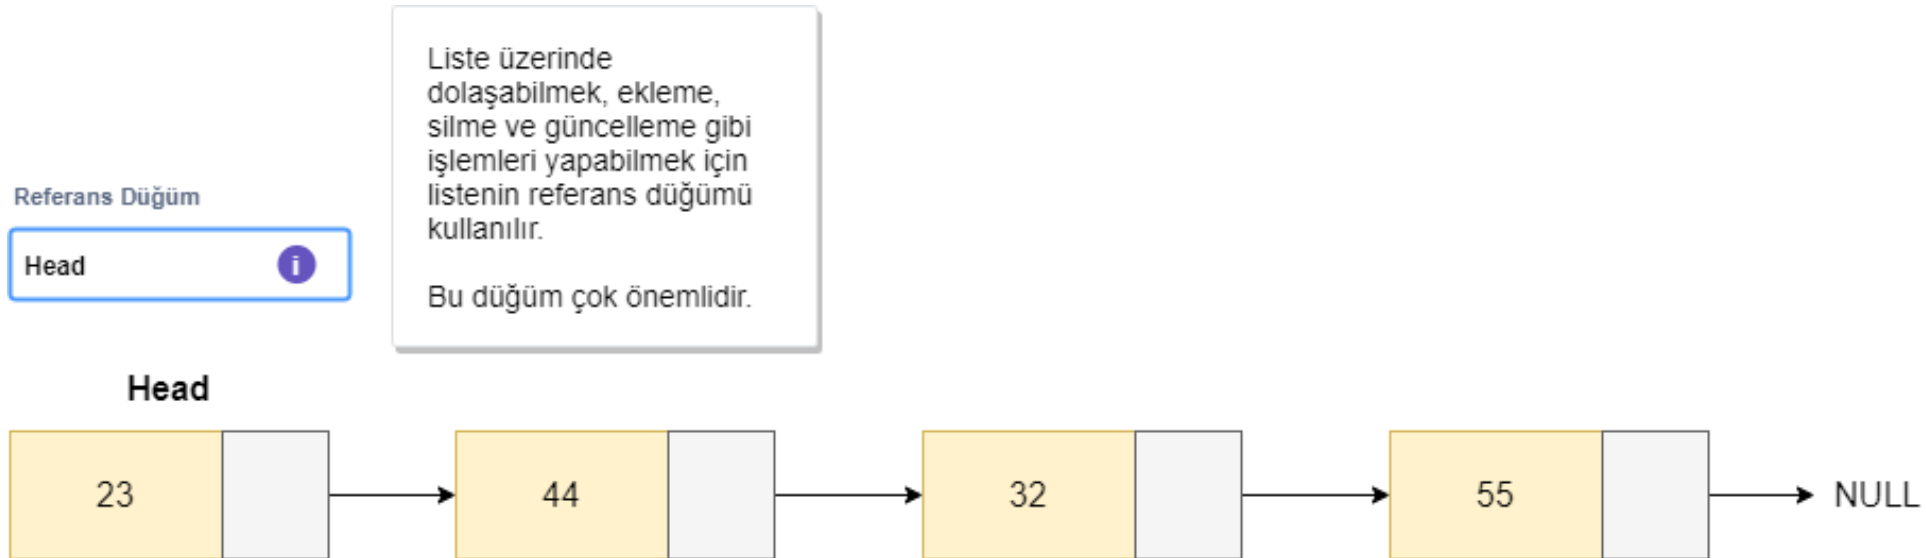 Liste üzerinde
dolaşabilmek, ekleme,
silme ve güncelleme gibi
işlemleri yapabilmek için
listenin referans düğümü
kullanılır.
Bu düğüm çok önemlidir.
Referans Düğüm
Head i
Head
23 44 32 55 NULL